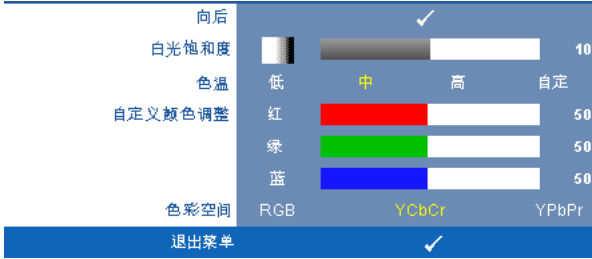 向后
白光饱和度 10
色温 低 中 高 自定
自定义颜色调整 红 50
绿 50
蓝 50
色彩空间 RGB YCbCr YPbPr
退出菜单